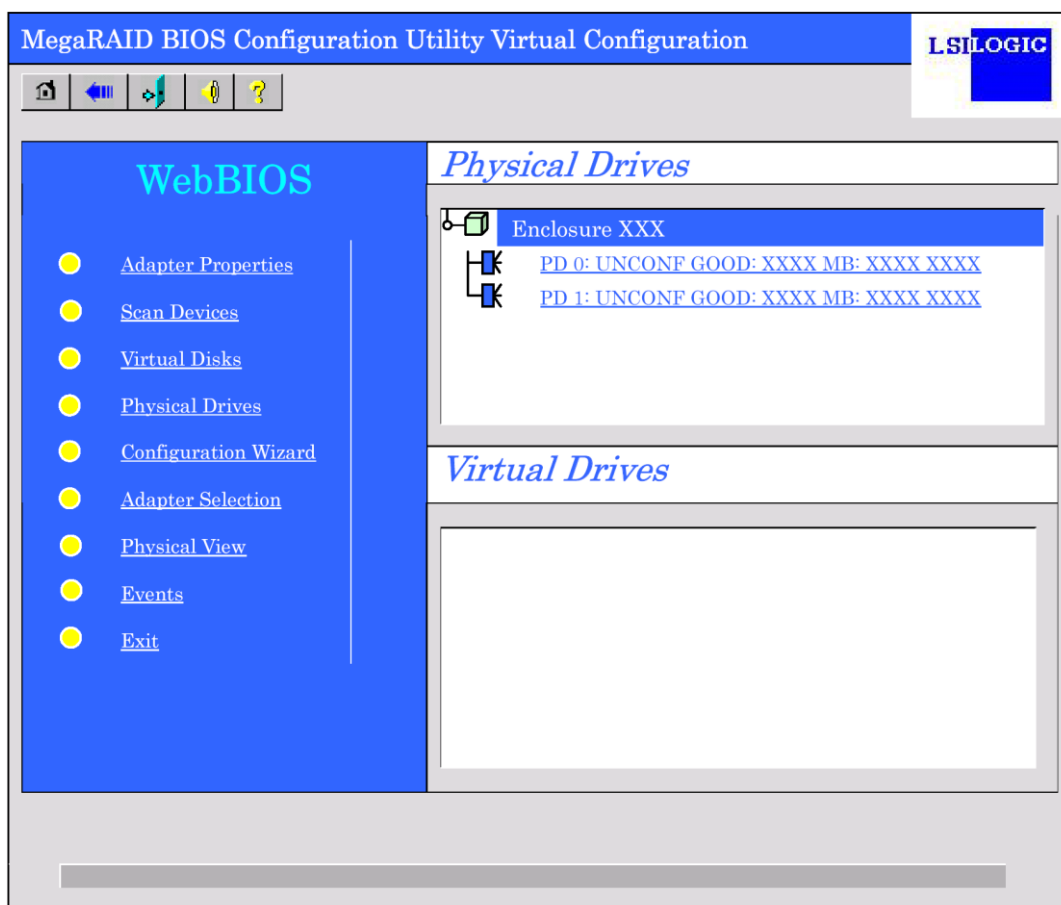 MegaRAID BIOS Configuration Utility Virtual Configuration
LSILOGIC
WebBIOS
Adapter Properties
Scan Devices
Virtual Disks
Physical Drives
Configuration Wizard
Adapter Selection
Physical View
Events
Exit
Physical Drives
Enclosure XXX
PD 0: UNCONF GOOD: XXXX MB: XXXX XXXX
PD 1: UNCONF GOOD: XXXX MB: XXXX XXXX
Virtual Drives